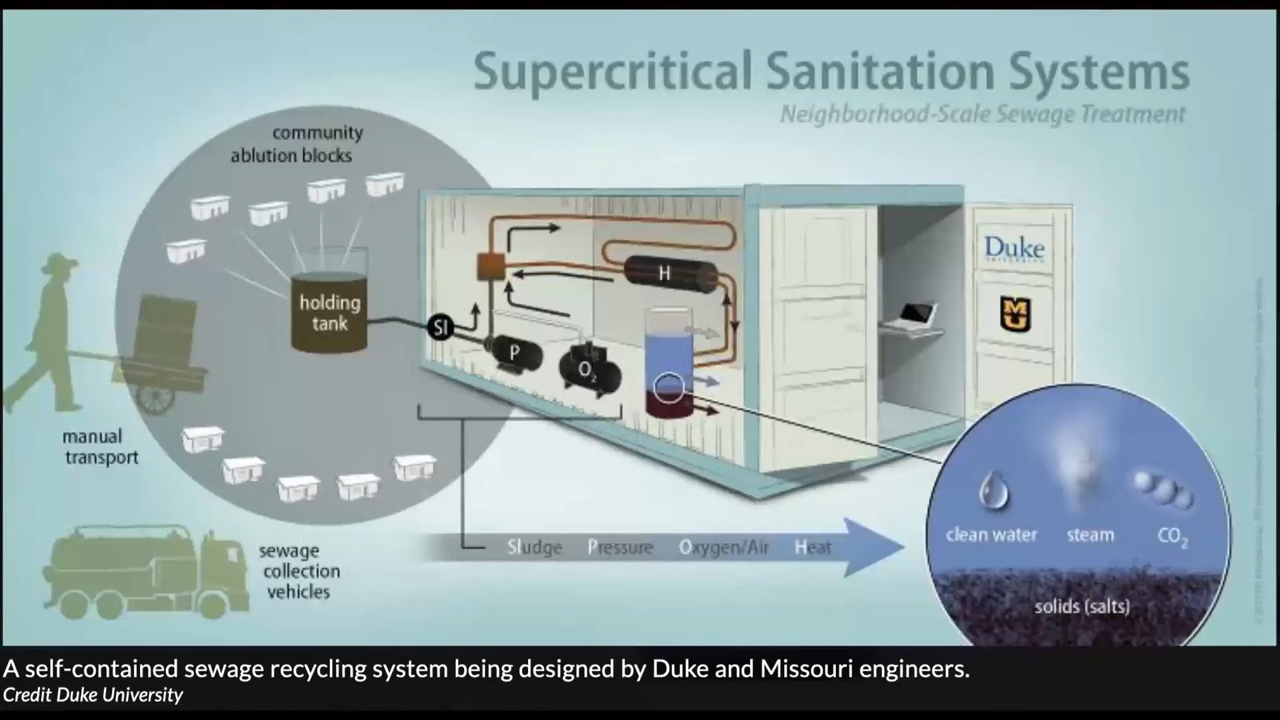 Supercritical Sanitation Systems
Neighborhood-Scale Sewage Treatment
community
ablution blocks
holding
tank
SI
P
O₂
H
Duke
UNIVERSITY
MU
manual
transport
sewage
collection
vehicles
Sludge Pressure Oxygen/Air Heat
clean water steam CO₂
solids (salts)
A self-contained sewage recycling system being designed by Duke and Missouri engineers.
Credit Duke University